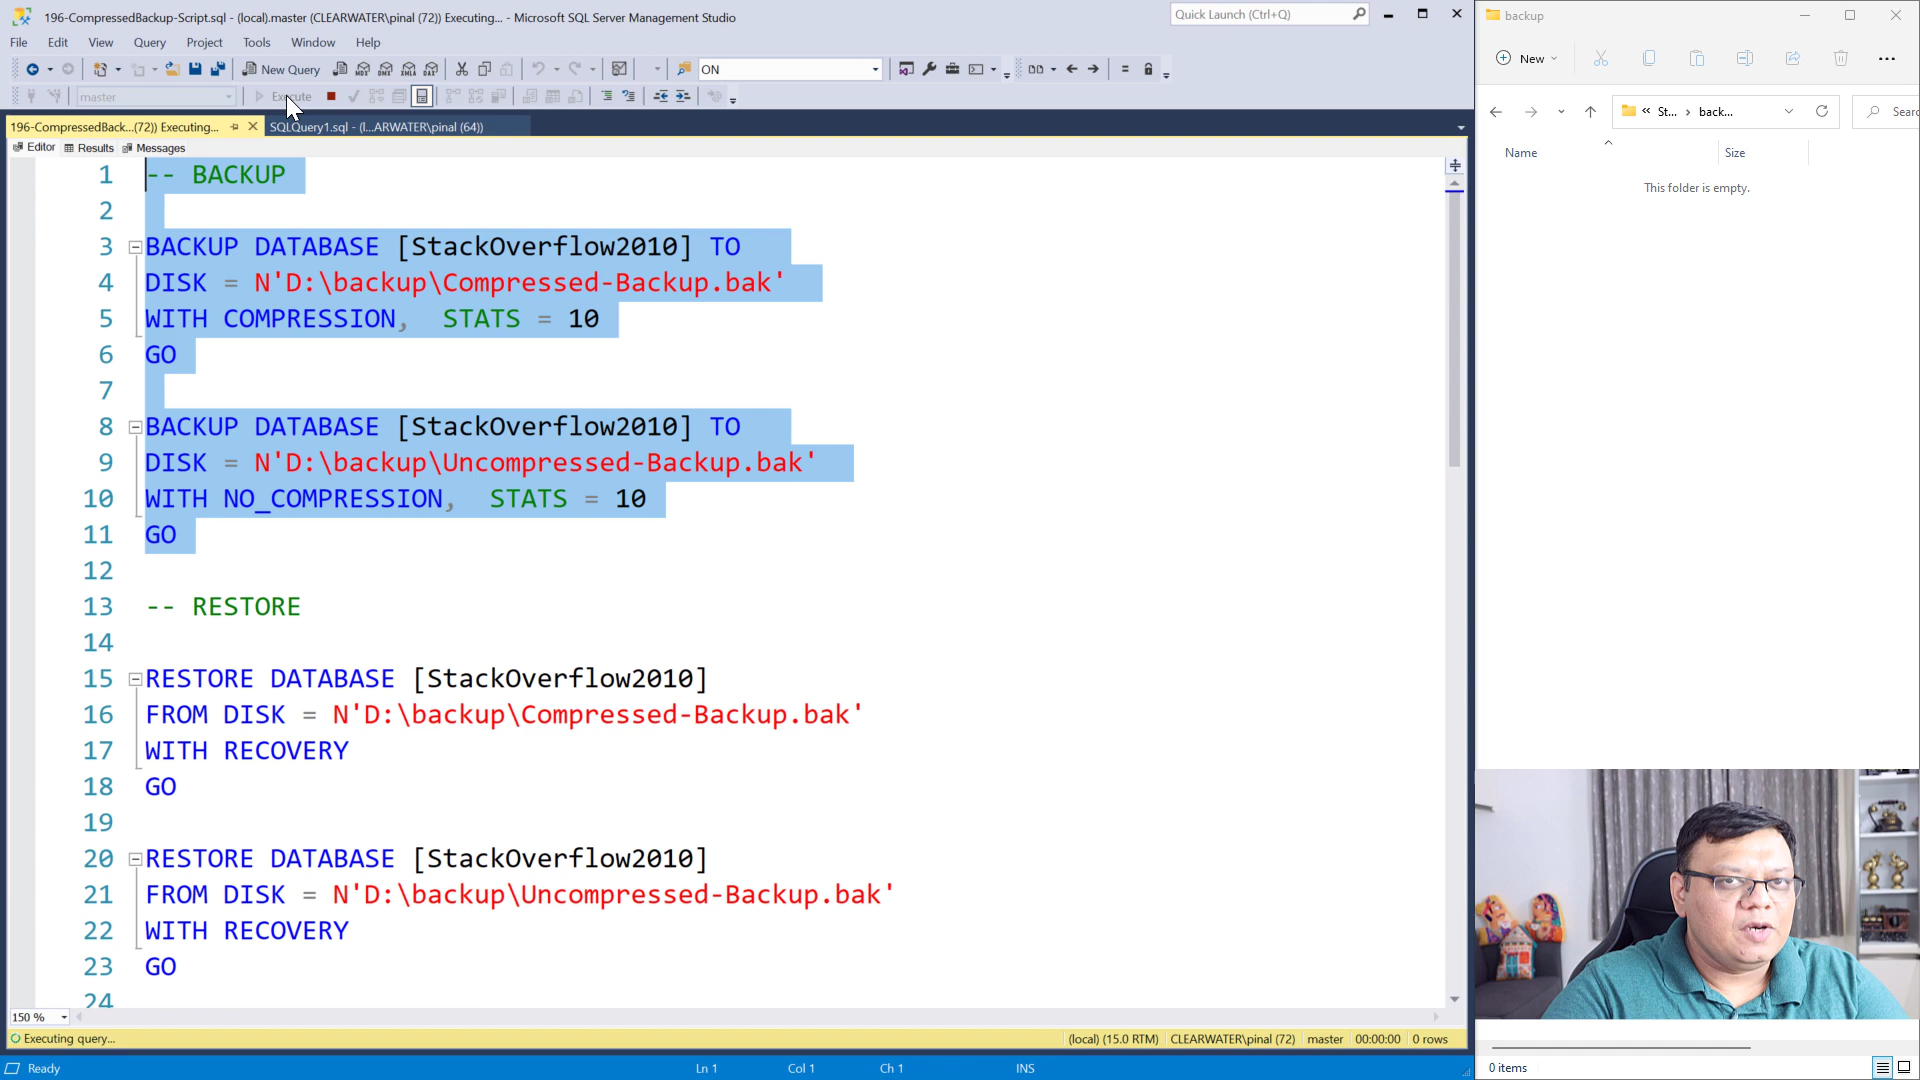 196-CompressedBackup-Script.sql - (local).master (CLEARWATER\pinal (72)) Executing... - Microsoft SQL Server Management Studio
Quick Launch (Ctrl+Q)
File Edit View Query Project Tools Window Help
New Query
ON
master
Execute
196-CompressedBack...(72)) Executing...
SQLQuery1.sql - (l...ARWATER\pinal (64))
Editor Results Messages
1 -- BACKUP
2
3 BACKUP DATABASE [StackOverflow2010] TO
4 DISK = N'D:\backup\Compressed-Backup.bak'
5 WITH COMPRESSION, STATS = 10
6 GO
7
8 BACKUP DATABASE [StackOverflow2010] TO
9 DISK = N'D:\backup\Uncompressed-Backup.bak'
10 WITH NO_COMPRESSION, STATS = 10
11 GO
12
13 -- RESTORE
14
15 RESTORE DATABASE [StackOverflow2010]
16 FROM DISK = N'D:\backup\Compressed-Backup.bak'
17 WITH RECOVERY
18 GO
19
20 RESTORE DATABASE [StackOverflow2010]
21 FROM DISK = N'D:\backup\Uncompressed-Backup.bak'
22 WITH RECOVERY
23 GO
24
150 %
Executing query...
(local) (15.0 RTM) CLEARWATER\pinal (72) master 00:00:00 0 rows
Ready
Ln 1 Col 1 Ch 1 INS
backup
New
« St... › back...
Searc
Name Size
This folder is empty.
0 items